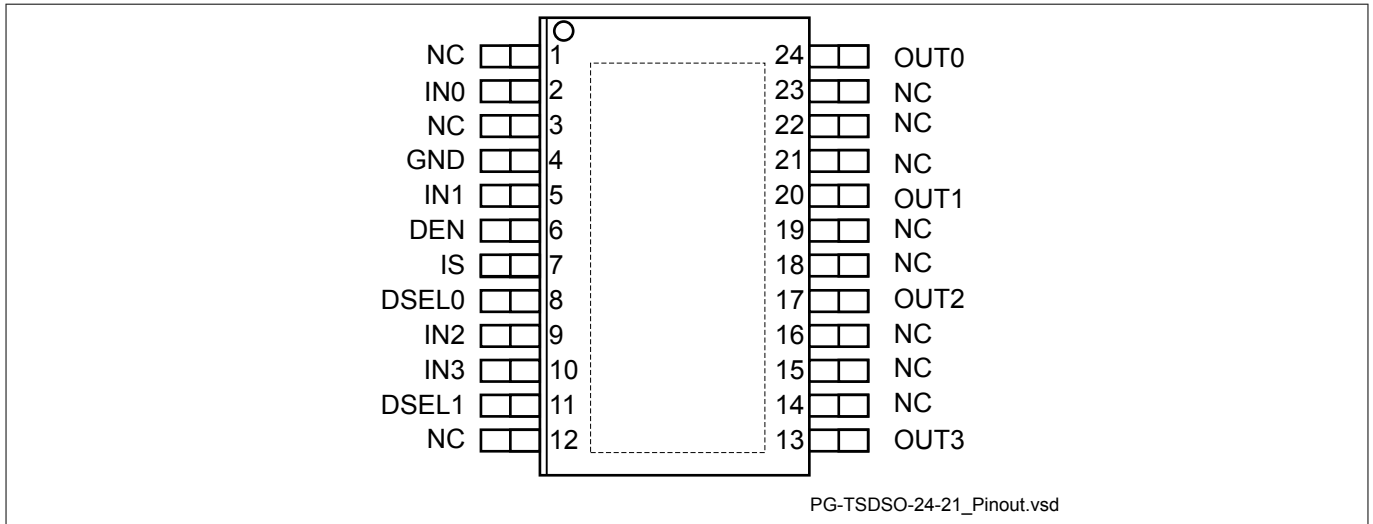 NC 1 24 OUT0
IN0 2 23 NC
NC 3 22 NC
GND 4 21 NC
IN1 5 20 OUT1
DEN 6 19 NC
IS 7 18 NC
DSEL0 8 17 OUT2
IN2 9 16 NC
IN3 10 15 NC
DSEL1 11 14 NC
NC 12 13 OUT3
PG-TSDSO-24-21_Pinout.vsd